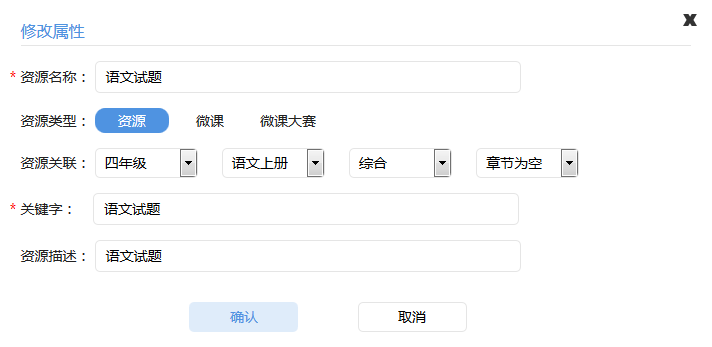 修改属性
x
* 资源名称： 语文试题
资源类型： 资源 微课 微课大赛
资源关联： 四年级 语文上册 综合 章节为空
* 关键字： 语文试题
资源描述： 语文试题
确认 取消